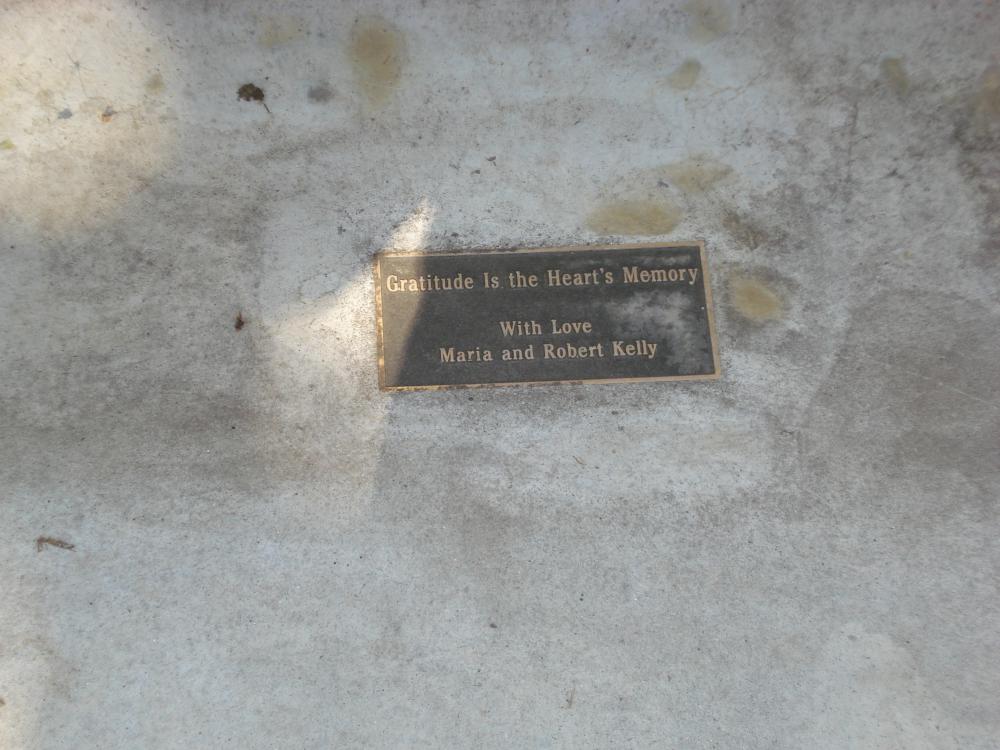 Gratitude Is the Heart's Memory
With Love
Maria and Robert Kelly